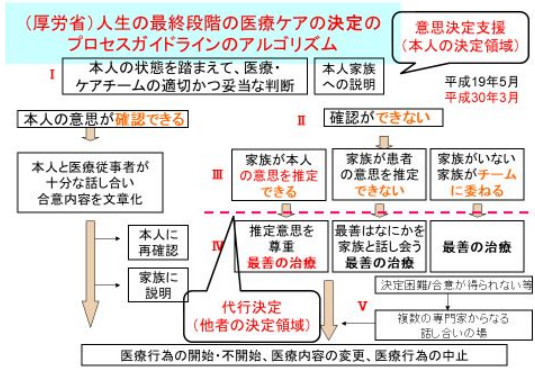 （厚労省）人生の最終段階の医療ケアの決定の
プロセスガイドラインのアルゴリズム
意思決定支援
（本人の決定領域）
Ⅰ
本人の状態を踏まえて、医療・
ケアチームの適切かつ妥当な判断
本人家族
への説明
平成19年5月
平成30年3月
本人の意思が確認できる
Ⅱ
確認ができない
本人と医療従事者が
十分な話し合い
合意内容を文章化
Ⅲ
家族が本人
の意思を推定
できる
家族が患者
の意思を推定
できない
家族がいない
家族がチーム
に委ねる
本人に
再確認
家族に
説明
Ⅳ
推定意思を
尊重
最善の治療
最善はなにかを
家族と話し合う
最善の治療
最善の治療
代行決定
（他者の決定領域）
決定困難/合意が得られない等
Ⅴ
複数の専門家からなる
話し合いの場
医療行為の開始・不開始、医療内容の変更、医療行為の中止